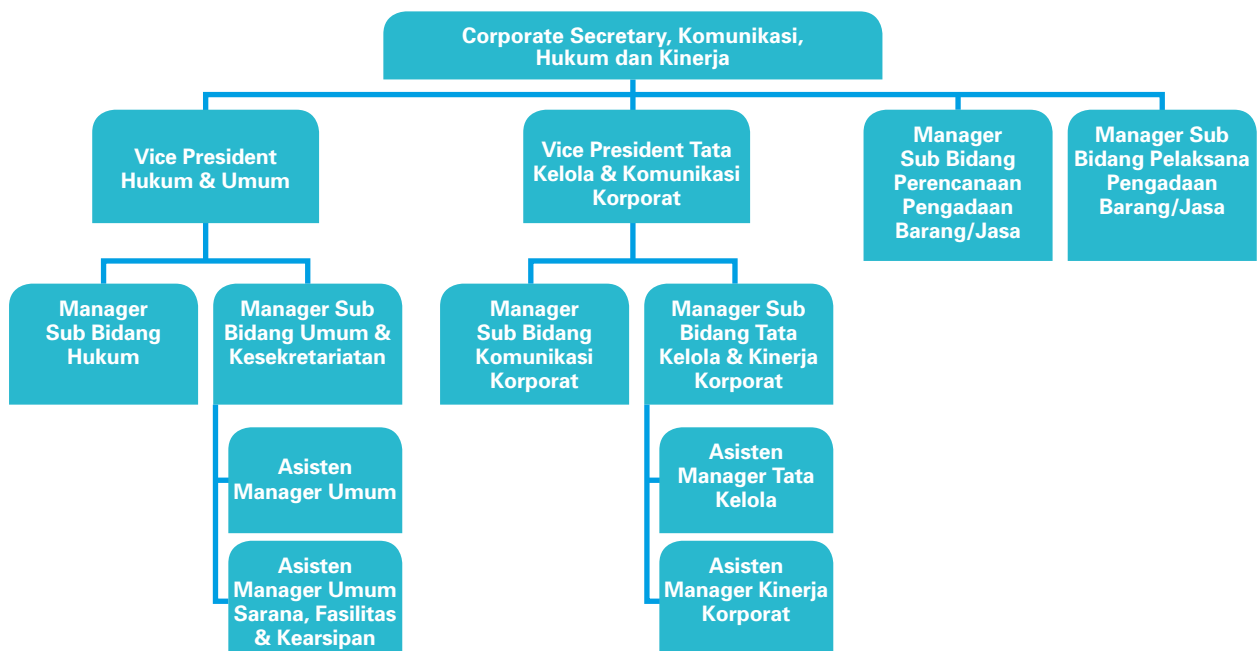 Corporate Secretary, Komunikasi,
Hukum dan Kinerja
Vice President
Hukum & Umum
Vice President Tata
Kelola & Komunikasi
Korporat
Manager
Sub Bidang
Perencanaan
Pengadaan
Barang/Jasa
Manager Sub
Bidang Pelaksana
Pengadaan
Barang/Jasa
Manager
Sub Bidang
Hukum
Manager Sub
Bidang Umum &
Kesekretariatan
Manager
Sub Bidang
Komunikasi
Korporat
Manager Sub
Bidang Tata
Kelola & Kinerja
Korporat
Asisten
Manager Umum
Asisten
Manager Tata
Kelola
Asisten
Manager Umum
Sarana, Fasilitas
& Kearsipan
Asisten
Manager Kinerja
Korporat